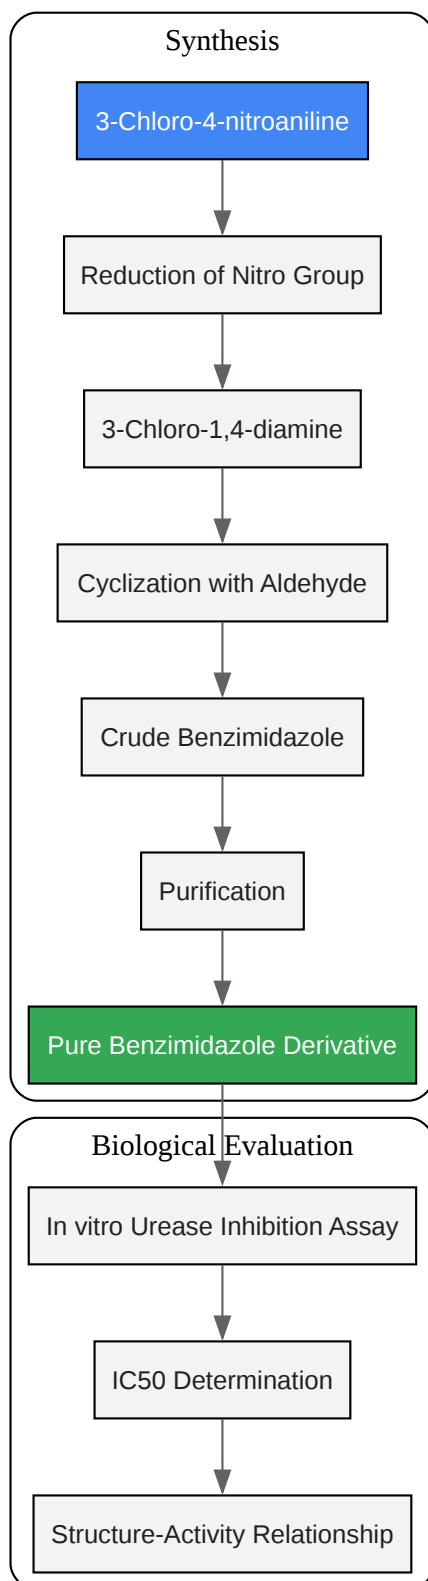 Synthesis
3-Chloro-4-nitroaniline
Reduction of Nitro Group
3-Chloro-1,4-diamine
Cyclization with Aldehyde
Crude Benzimidazole
Purification
Pure Benzimidazole Derivative
Biological Evaluation
In vitro Urease Inhibition Assay
IC50 Determination
Structure-Activity Relationship